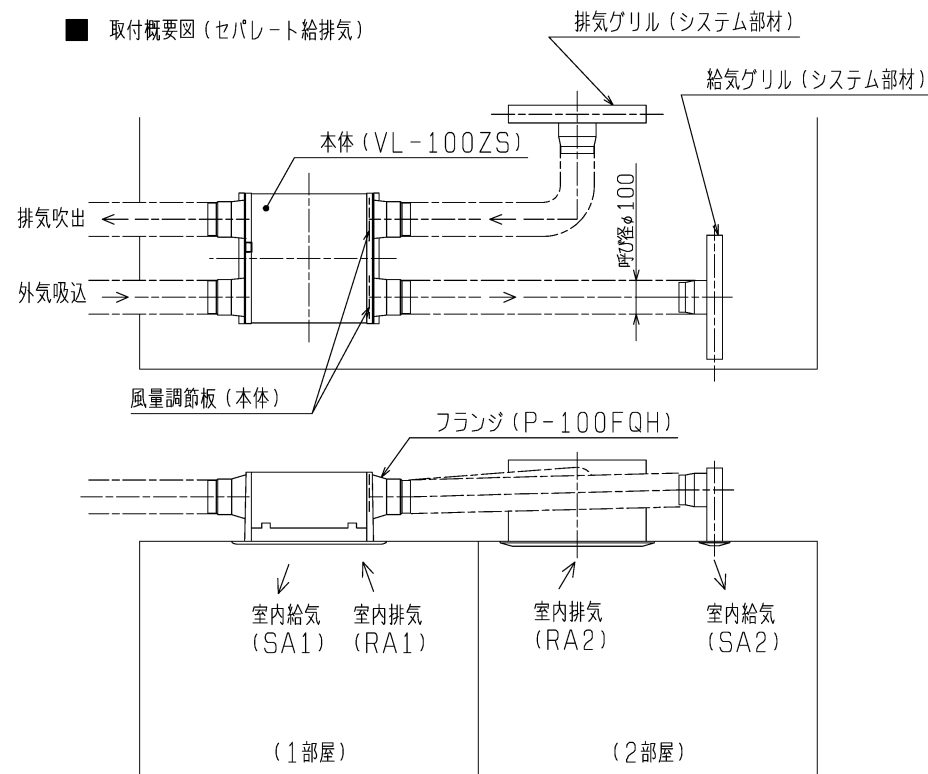 ■ 取付概要図（セパレート給排気）
排気グリル（システム部材）
給気グリル（システム部材）
本体（VL-100ZS）
呼び径φ100
排気吹出
外気吸込
風量調節板（本体）
フランジ（P-100FQH）
室内給気
（SA1）
室内排気
（RA1）
室内排気
（RA2）
室内給気
（SA2）
（1部屋）
（2部屋）